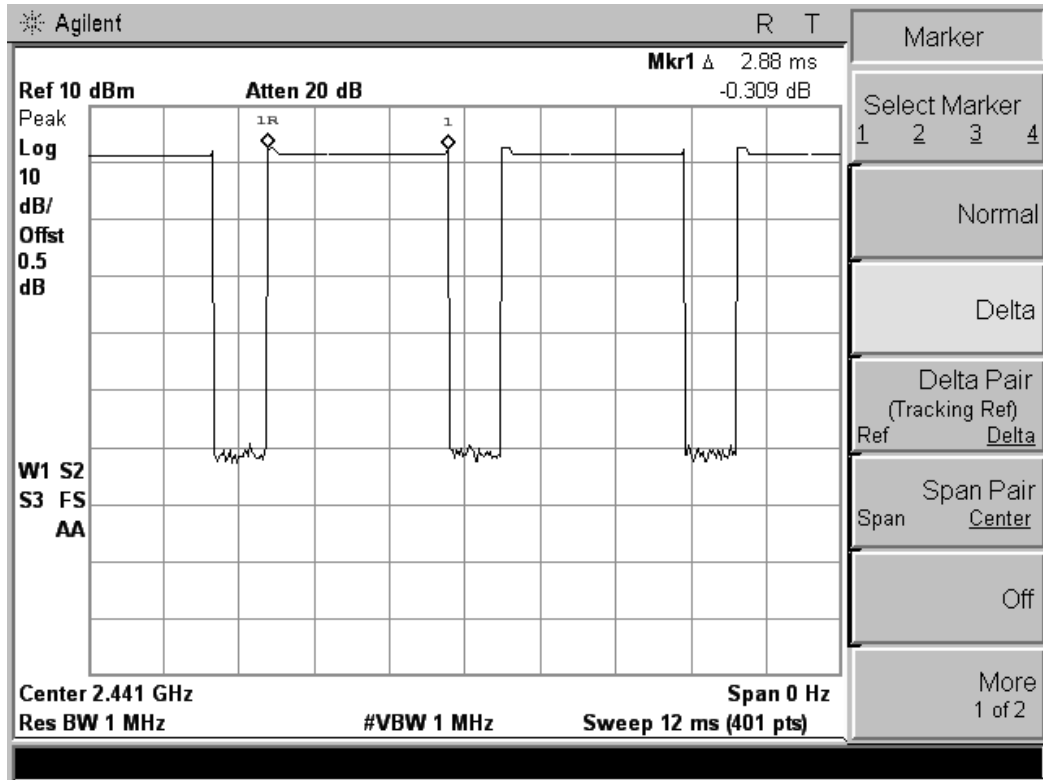 Agilent R T
Mkr1 Δ 2.88 ms
Ref 10 dBm Atten 20 dB -0.309 dB
Peak
Log
10
dB/
Offst
0.5
dB
1R 1
W1 S2
S3 FS
AA
Center 2.441 GHz Span 0 Hz
Res BW 1 MHz #VBW 1 MHz Sweep 12 ms (401 pts)
Marker
Select Marker
1 2 3 4
Normal
Delta
Delta Pair
(Tracking Ref)
Ref Delta
Span Pair
Span Center
Off
More
1 of 2